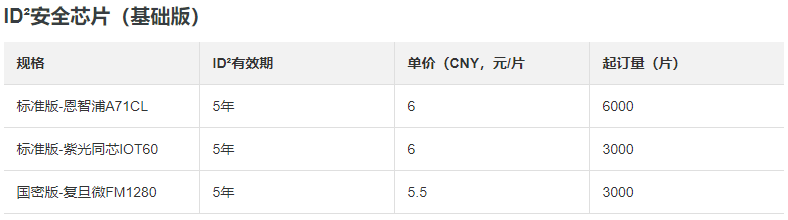 ID²安全芯片（基础版）
规格 ID²有效期 单价（CNY，元/片 起订量（片）
标准版-恩智浦A71CL 5年 6 6000
标准版-紫光同芯IOT60 5年 6 3000
国密版-复旦微FM1280 5年 5.5 3000